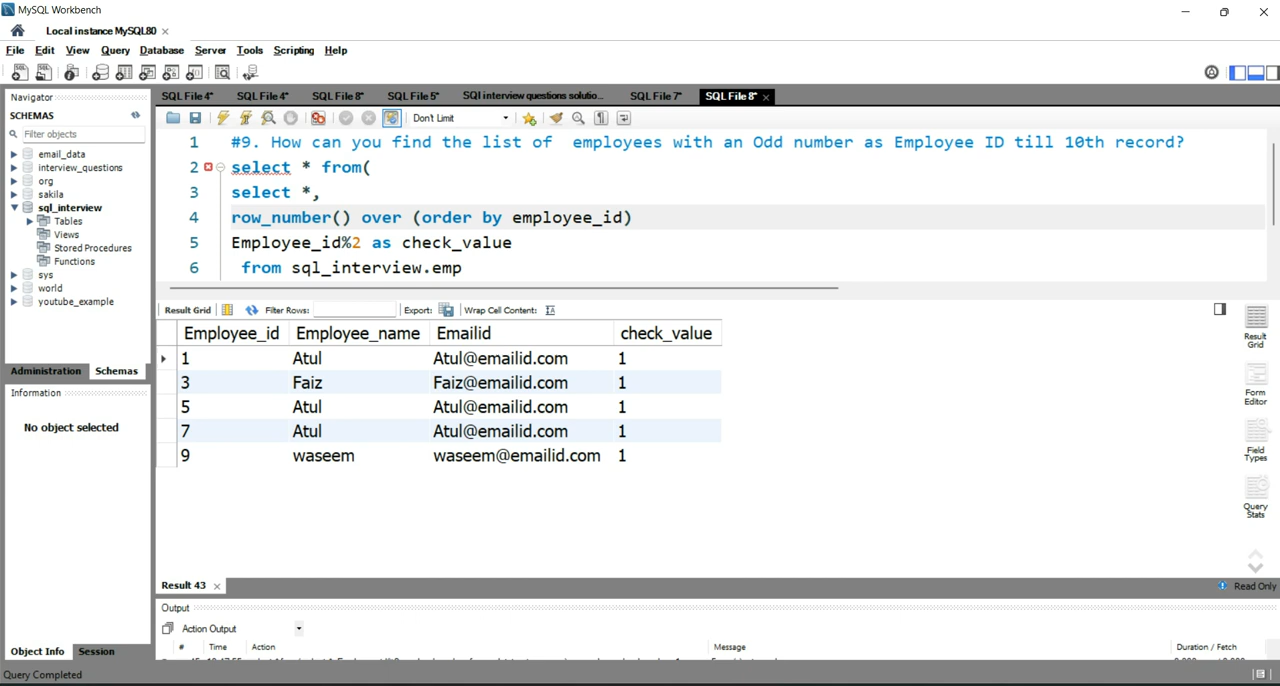 MySQL Workbench
Local instance MySQL80
File Edit View Query Database Server Tools Scripting Help
Navigator
SCHEMAS
Filter objects
email_data
interview_questions
org
sakila
sql_interview
Tables
Views
Stored Procedures
Functions
sys
world
youtube_example
Administration Schemas
Information
No object selected
Object Info Session
Query Completed
SQL File 4* SQL File 4* SQL File 8* SQL File 5* SQl interview questions solutio... SQL File 7* SQL File 8*
Don't Limit
1 #9. How can you find the list of employees with an Odd number as Employee ID till 10th record?
2 select * from(
3 select *,
4 row_number() over (order by employee_id)
5 Employee_id%2 as check_value
6 from sql_interview.emp
Result Grid Filter Rows: Export: Wrap Cell Content:
Employee_id Employee_name Emailid check_value
1 Atul Atul@emailid.com 1
3 Faiz Faiz@emailid.com 1
5 Atul Atul@emailid.com 1
7 Atul Atul@emailid.com 1
9 waseem waseem@emailid.com 1
Result Grid
Form Editor
Field Types
Query Stats
Result 43
Read Only
Output
Action Output
# Time Action Message Duration / Fetch